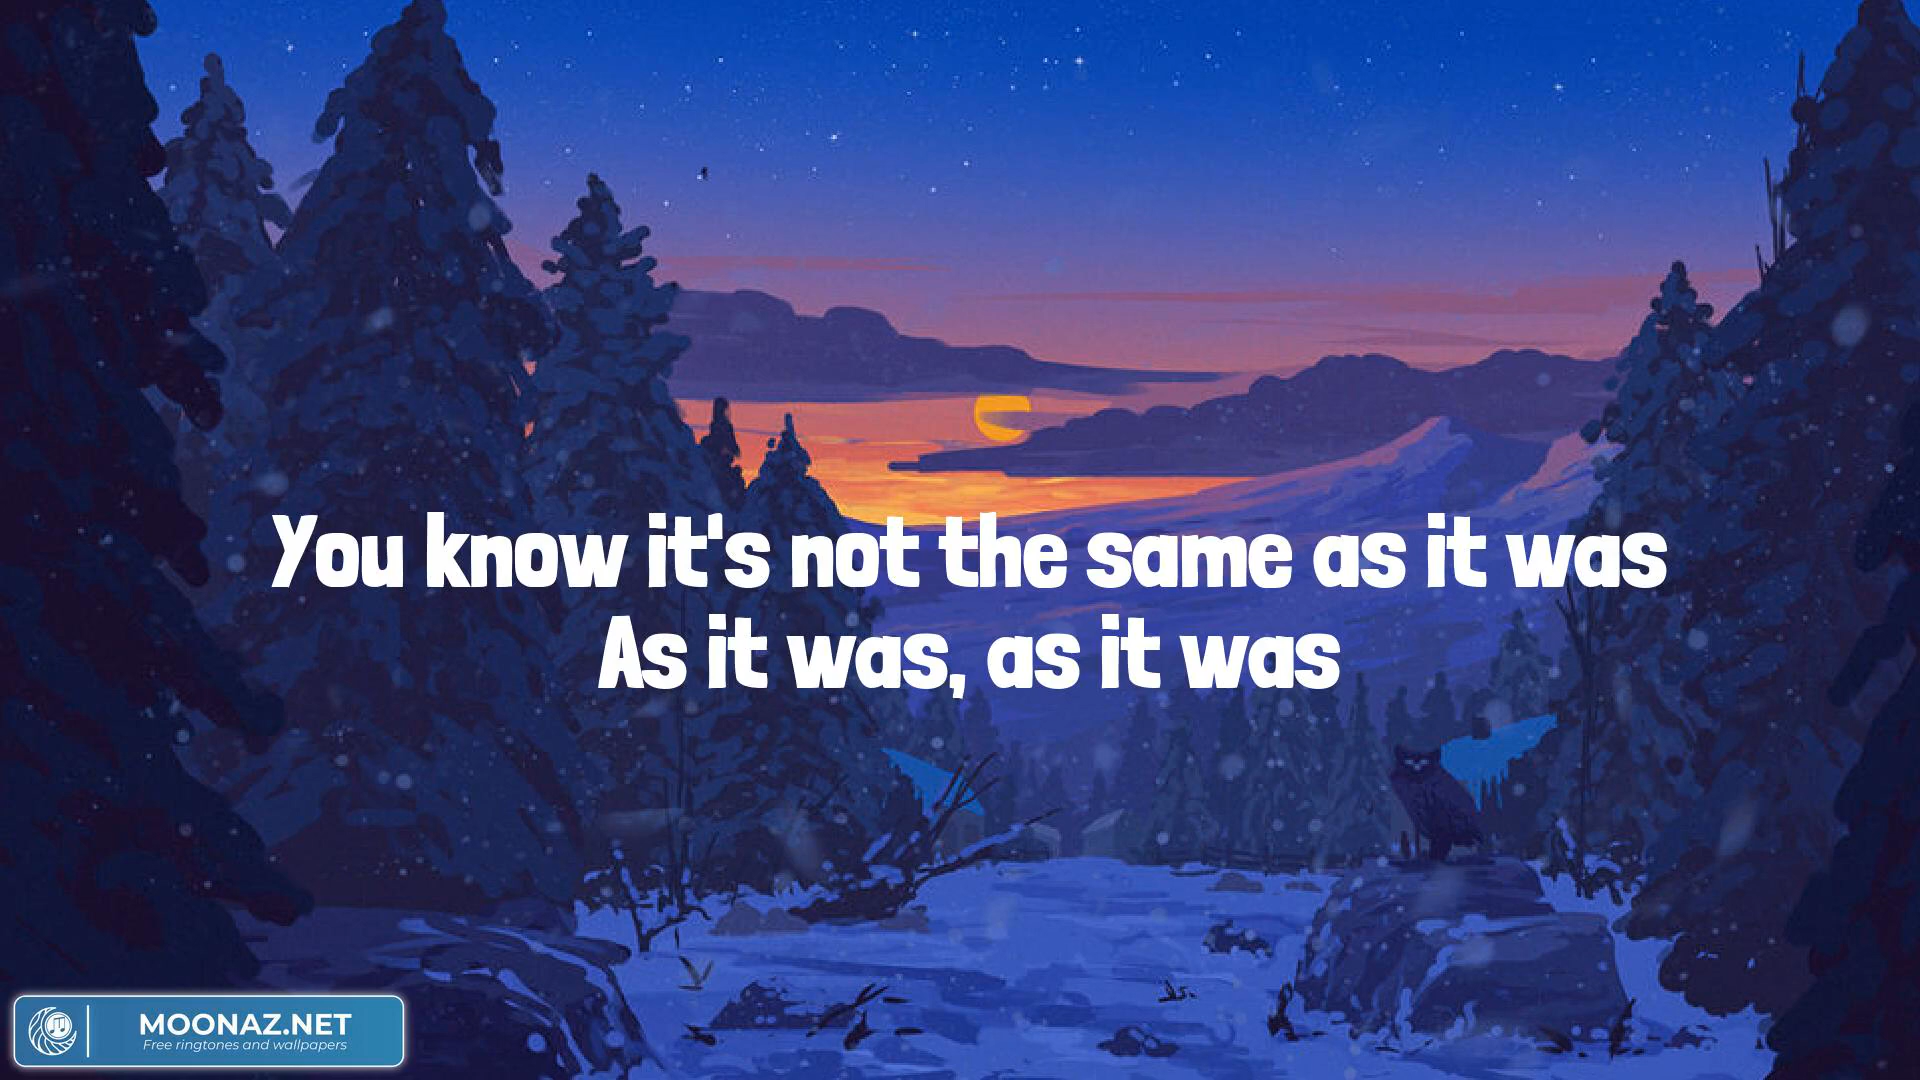 You know it's not the same as it was
As it was, as it was
MOONAZ.NET
Free ringtones and wallpapers